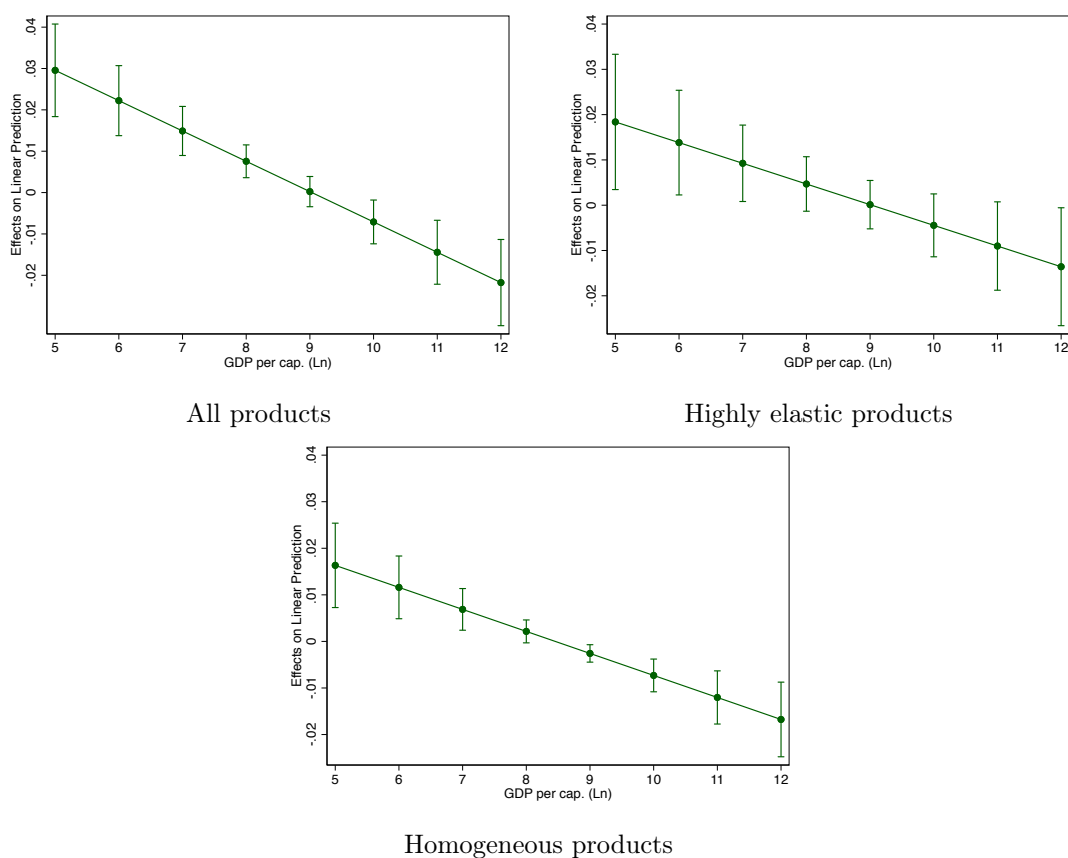 Effects on Linear Prediction
.04
.03
.02
.01
0
-.01
-.02
5 6 7 8 9 10 11 12
GDP per cap. (Ln)
All products
Effects on Linear Prediction
.04
.03
.02
.01
0
-.01
-.02
5 6 7 8 9 10 11 12
GDP per cap. (Ln)
Highly elastic products
Effects on Linear Prediction
.04
.03
.02
.01
0
-.01
-.02
5 6 7 8 9 10 11 12
GDP per cap. (Ln)
Homogeneous products